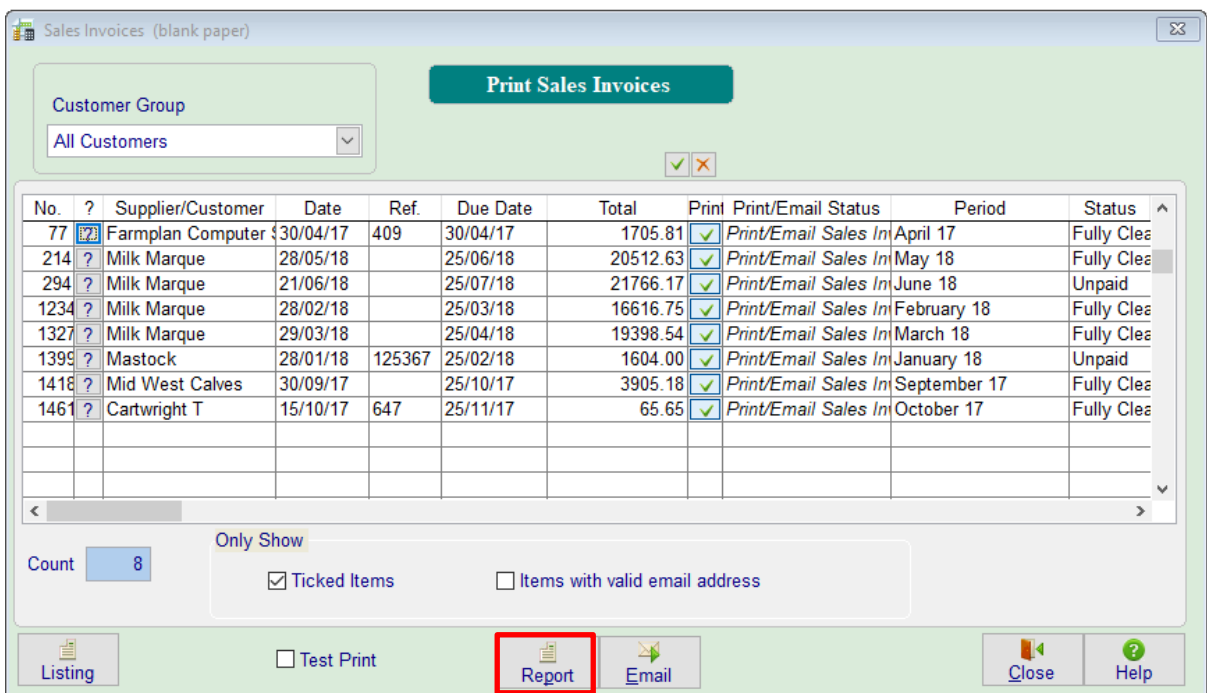 Sales Invoices (blank paper)
Print Sales Invoices
Customer Group
All Customers
No. ? Supplier/Customer Date Ref. Due Date Total Print Print/Email Status Period Status
77 ? Farmplan Computer S 30/04/17 409 30/04/17 1705.81 Print/Email Sales Inv April 17 Fully Clea
214 ? Milk Marque 28/05/18 25/06/18 20512.63 Print/Email Sales Inv May 18 Fully Clea
294 ? Milk Marque 21/06/18 25/07/18 21766.17 Print/Email Sales Inv June 18 Unpaid
1234 ? Milk Marque 28/02/18 25/03/18 16616.75 Print/Email Sales Inv February 18 Fully Clea
1327 ? Milk Marque 29/03/18 25/04/18 19398.54 Print/Email Sales Inv March 18 Fully Clea
1399 ? Mastock 28/01/18 125367 25/02/18 1604.00 Print/Email Sales Inv January 18 Unpaid
1418 ? Mid West Calves 30/09/17 25/10/17 3905.18 Print/Email Sales Inv September 17 Fully Clea
1461 ? Cartwright T 15/10/17 647 25/11/17 65.65 Print/Email Sales Inv October 17 Fully Clea
Only Show
Count 8
Ticked Items Items with valid email address
Listing Test Print Report Email Close Help